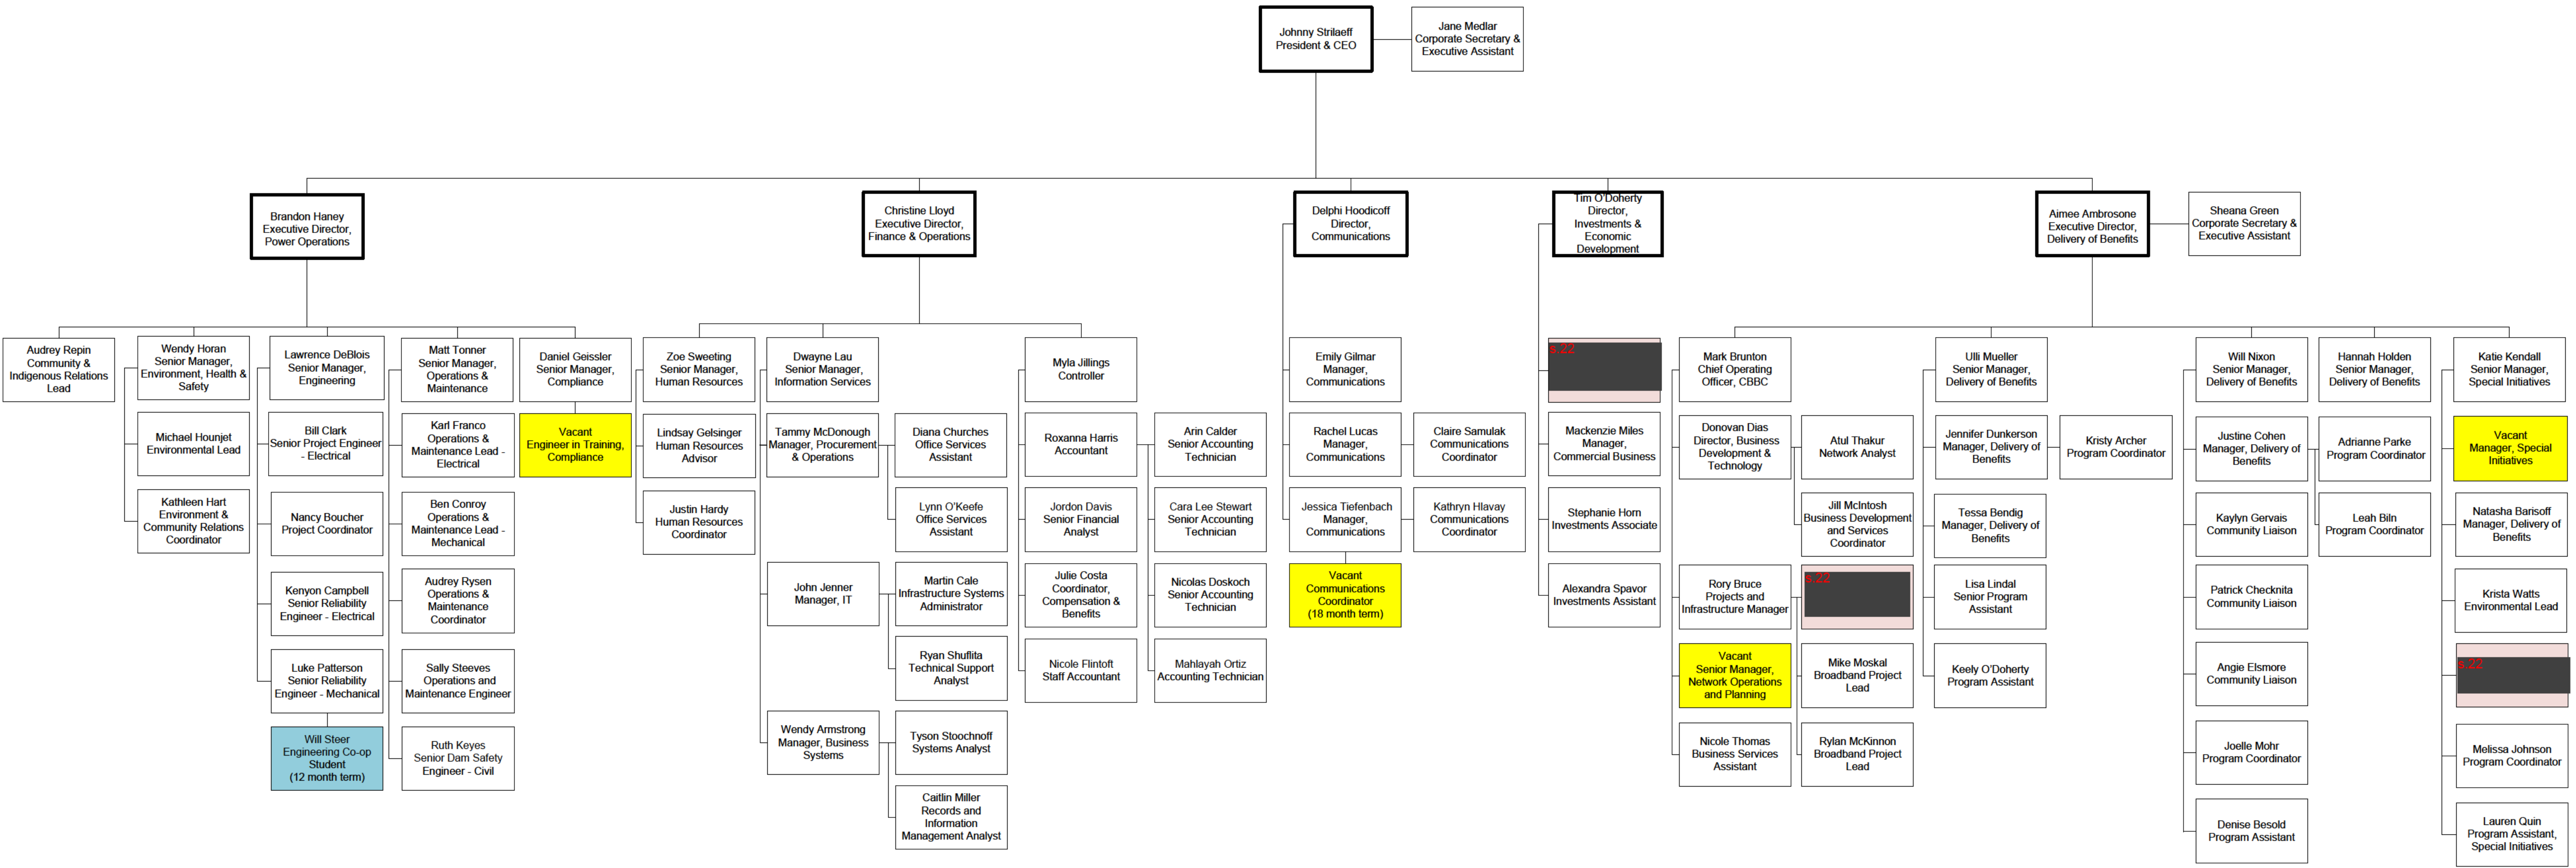 Johnny Strilaeff
President & CEO
Jane Medlar
Corporate Secretary &
Executive Assistant
Brandon Haney
Executive Director,
Power Operations
Christine Lloyd
Executive Director,
Finance & Operations
Delphi Hoodicoff
Director,
Communications
Tim O'Doherty
Director,
Investments &
Economic
Development
Aimee Ambrosone
Executive Director,
Delivery of Benefits
Sheana Green
Corporate Secretary &
Executive Assistant
Audrey Repin
Community &
Indigenous Relations
Lead
Wendy Horan
Senior Manager,
Environment, Health &
Safety
Michael Hounjet
Environmental Lead
Kathleen Hart
Environment &
Community Relations
Coordinator
Lawrence DeBlois
Senior Manager,
Engineering
Bill Clark
Senior Project Engineer
- Electrical
Nancy Boucher
Project Coordinator
Kenyon Campbell
Senior Reliability
Engineer - Electrical
Luke Patterson
Senior Reliability
Engineer - Mechanical
Will Steer
Engineering Co-op
Student
(12 month term)
Matt Tonner
Senior Manager,
Operations &
Maintenance
Karl Franco
Operations &
Maintenance Lead -
Electrical
Ben Conroy
Operations &
Maintenance Lead -
Mechanical
Audrey Rysen
Operations &
Maintenance
Coordinator
Sally Steeves
Operations and
Maintenance Engineer
Ruth Keyes
Senior Dam Safety
Engineer - Civil
Daniel Geissler
Senior Manager,
Compliance
Vacant
Engineer in Training,
Compliance
Zoe Sweeting
Senior Manager,
Human Resources
Lindsay Gelsinger
Human Resources
Advisor
Justin Hardy
Human Resources
Coordinator
Dwayne Lau
Senior Manager,
Information Services
Tammy McDonough
Manager, Procurement
& Operations
Diana Churches
Office Services
Assistant
Lynn O'Keefe
Office Services
Assistant
John Jenner
Manager, IT
Martin Cale
Infrastructure Systems
Administrator
Ryan Shuflita
Technical Support
Analyst
Wendy Armstrong
Manager, Business
Systems
Tyson Stoochnoff
Systems Analyst
Caitlin Miller
Records and
Information
Management Analyst
Myla Jillings
Controller
Roxanna Harris
Accountant
Jordon Davis
Senior Financial
Analyst
Julie Costa
Coordinator,
Compensation &
Benefits
Nicole Flintoft
Staff Accountant
Arin Calder
Senior Accounting
Technician
Cara Lee Stewart
Senior Accounting
Technician
Nicolas Doskoch
Senior Accounting
Technician
Mahlayah Ortiz
Accounting Technician
Emily Gilmar
Manager,
Communications
Rachel Lucas
Manager,
Communications
Claire Samulak
Communications
Coordinator
Jessica Tiefenbach
Manager,
Communications
Kathryn Hlavay
Communications
Coordinator
Vacant
Communications
Coordinator
(18 month term)
s.22
Mackenzie Miles
Manager,
Commercial Business
Stephanie Horn
Investments Associate
Alexandra Spavor
Investments Assistant
Mark Brunton
Chief Operating
Officer, CBBC
Donovan Dias
Director, Business
Development &
Technology
Atul Thakur
Network Analyst
Jill McIntosh
Business Development
and Services
Coordinator
Rory Bruce
Projects and
Infrastructure Manager
s.22
Mike Moskal
Broadband Project
Lead
Rylan McKinnon
Broadband Project
Lead
Vacant
Senior Manager,
Network Operations
and Planning
Nicole Thomas
Business Services
Assistant
Ulli Mueller
Senior Manager,
Delivery of Benefits
Jennifer Dunkerson
Manager, Delivery of
Benefits
Kristy Archer
Program Coordinator
Tessa Bendig
Manager, Delivery of
Benefits
Lisa Lindal
Senior Program
Assistant
Keely O'Doherty
Program Assistant
Will Nixon
Senior Manager,
Delivery of Benefits
Justine Cohen
Manager, Delivery of
Benefits
Adrianne Parke
Program Coordinator
Leah Biln
Program Coordinator
Kaylyn Gervais
Community Liaison
Patrick Checknita
Community Liaison
Angie Elsmore
Community Liaison
Joelle Mohr
Program Coordinator
Denise Besold
Program Assistant
Hannah Holden
Senior Manager,
Delivery of Benefits
Katie Kendall
Senior Manager,
Special Initiatives
Vacant
Manager, Special
Initiatives
Natasha Barisoff
Manager, Delivery of
Benefits
Krista Watts
Environmental Lead
s.22
Melissa Johnson
Program Coordinator
Lauren Quin
Program Assistant,
Special Initiatives